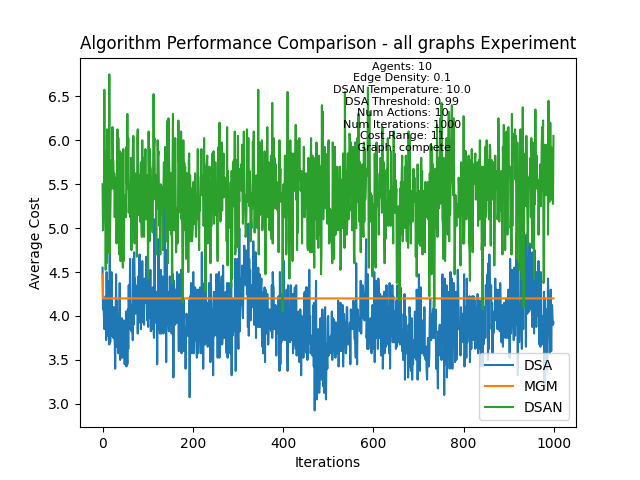 Algorithm Performance Comparison - all graphs Experiment
Agents: 10
Edge Density: 0.1
DSAN Temperature: 10.0
DSA Threshold: 0.99
Num Actions: 10
Num Iterations: 1000
Cost Range: 11
Graph: complete
Average Cost
6.5
6.0
5.5
5.0
4.5
4.0
3.5
3.0
0
200
400
600
800
1000
Iterations
DSA
MGM
DSAN